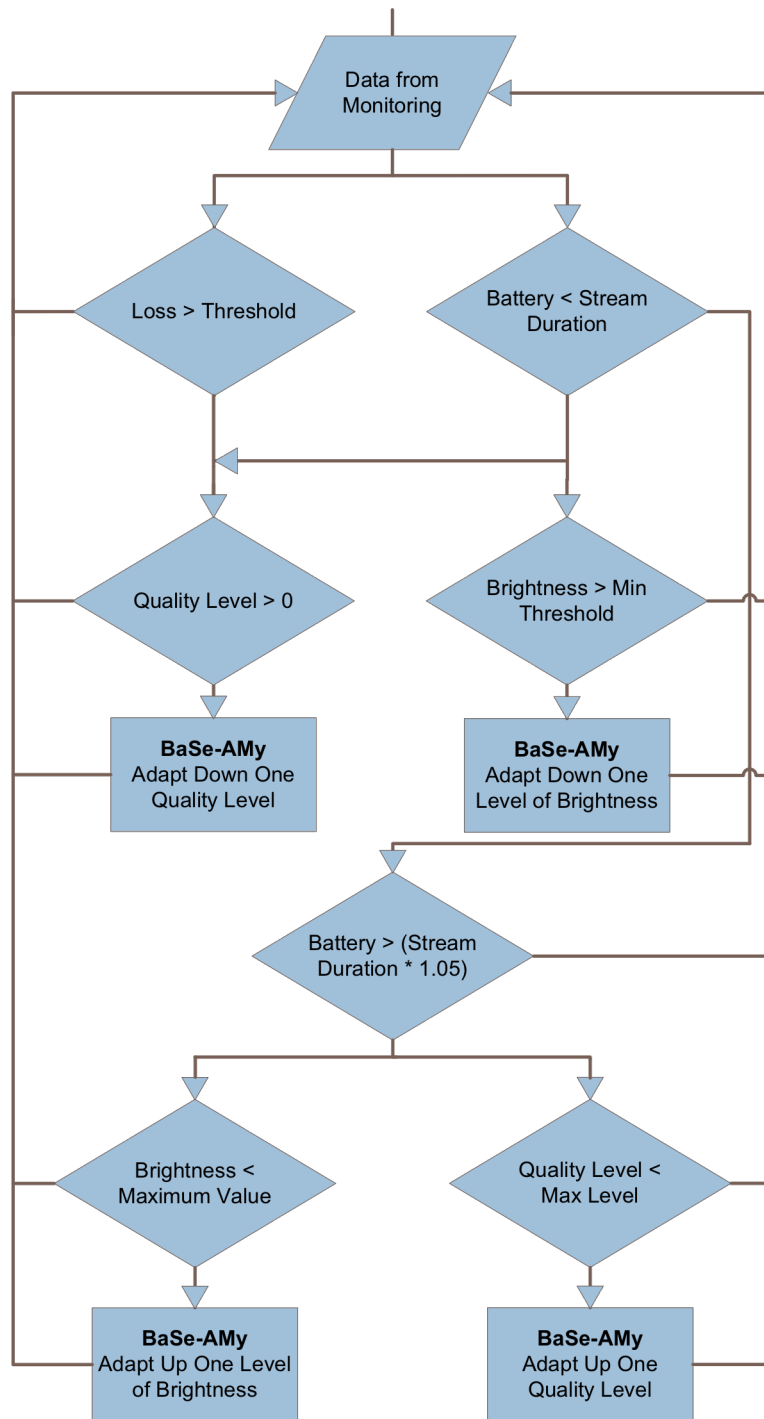 Data from
Monitoring
Loss > Threshold
Battery < Stream
Duration
Quality Level > 0
Brightness > Min
Threshold
BaSe-AMy
Adapt Down One
Quality Level
BaSe-AMy
Adapt Down One
Level of Brightness
Battery > (Stream
Duration * 1.05)
Brightness <
Maximum Value
Quality Level <
Max Level
BaSe-AMy
Adapt Up One Level
of Brightness
BaSe-AMy
Adapt Up One
Quality Level